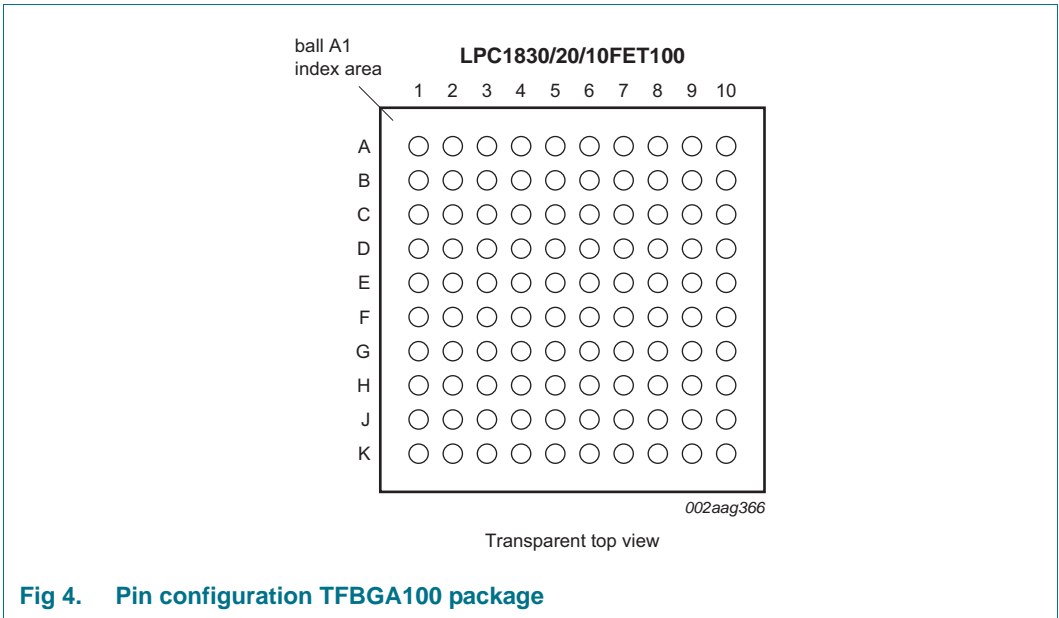 ball A1
index area
LPC1830/20/10FET100
1 2 3 4 5 6 7 8 9 10
A
B
C
D
E
F
G
H
J
K
002aag366
Transparent top view
Fig 4. Pin configuration TFBGA100 package